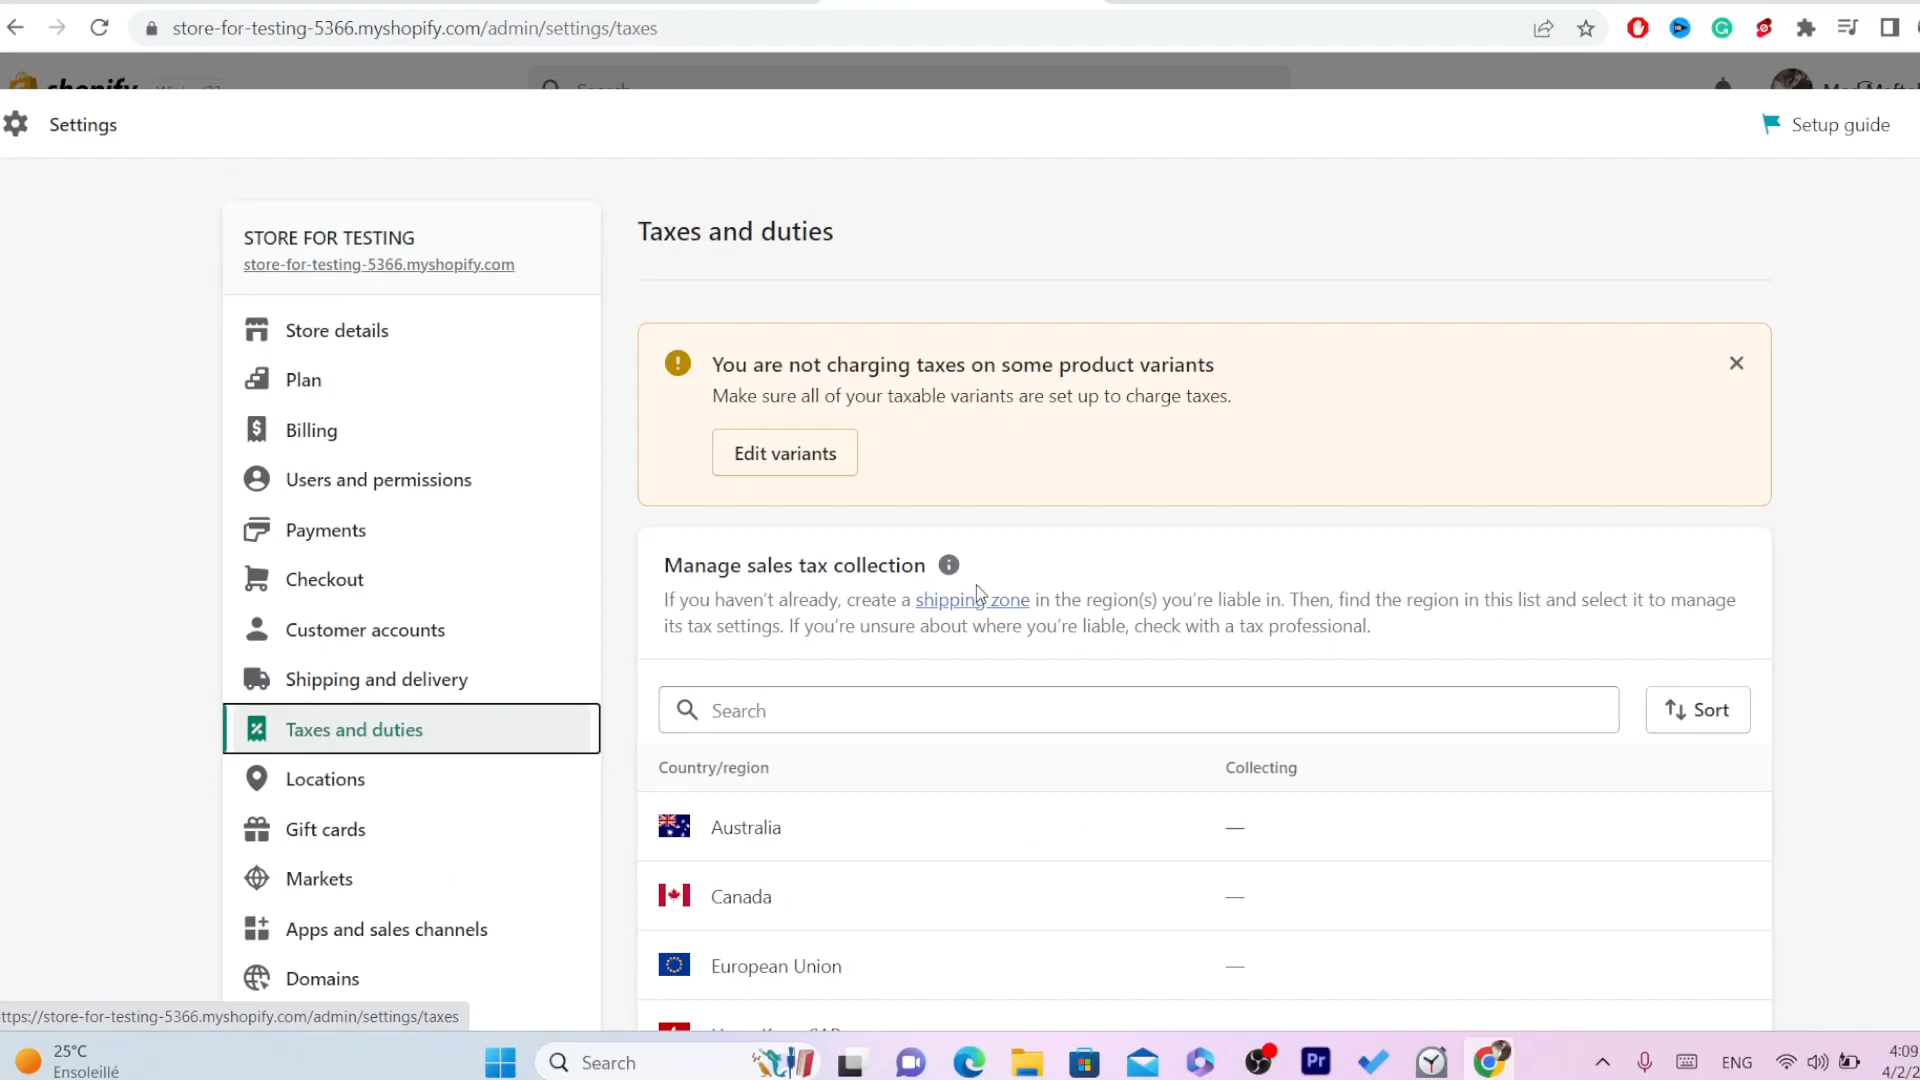 store-for-testing-5366.myshopify.com/admin/settings/taxes
shopify
Search
Settings
Setup guide
STORE FOR TESTING
store-for-testing-5366.myshopify.com
Store details
Plan
Billing
Users and permissions
Payments
Checkout
Customer accounts
Shipping and delivery
Taxes and duties
Locations
Gift cards
Markets
Apps and sales channels
Domains
Taxes and duties
You are not charging taxes on some product variants
Make sure all of your taxable variants are set up to charge taxes.
Edit variants
Manage sales tax collection
If you haven't already, create a shipping zone in the region(s) you're liable in. Then, find the region in this list and select it to manage
its tax settings. If you're unsure about where you're liable, check with a tax professional.
Search
Sort
Country/region Collecting
Australia —
Canada —
European Union —
ttps://store-for-testing-5366.myshopify.com/admin/settings/taxes
25°C
Ensoleillé
Search
Pr
ENG
4:09
4/2/2